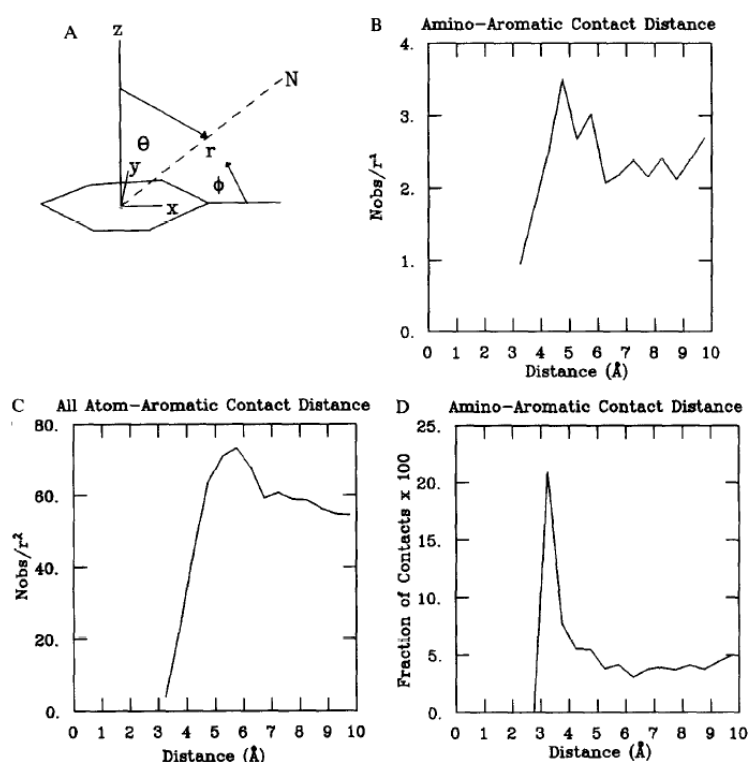 A
z
N
θ
r
y
ϕ
x
B Amino-Aromatic Contact Distance
4.
3.
2.
1.
0.
Nobs/r²
0 1 2 3 4 5 6 7 8 9 10
Distance (Å)
C All Atom-Aromatic Contact Distance
80.
60.
40.
20.
0.
Nobs/r²
0 1 2 3 4 5 6 7 8 9 10
Distance (Å)
D Amino-Aromatic Contact Distance
25.
20.
15.
10.
5.
0.
Fraction of Contacts x 100
0 1 2 3 4 5 6 7 8 9 10
Distance (Å)